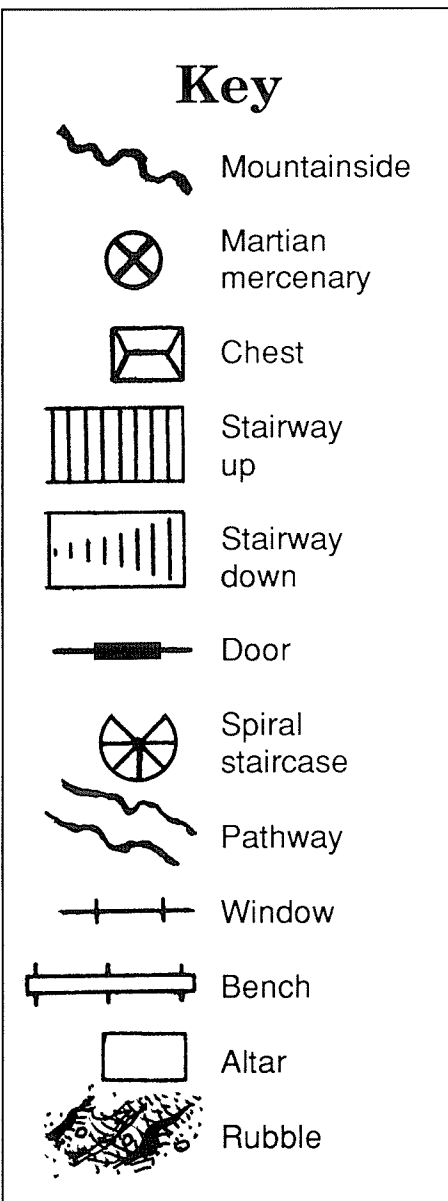 Key
Mountainside
Martian
mercenary
Chest
Stairway
up
Stairway
down
Door
Spiral
staircase
Pathway
Window
Bench
Altar
Rubble